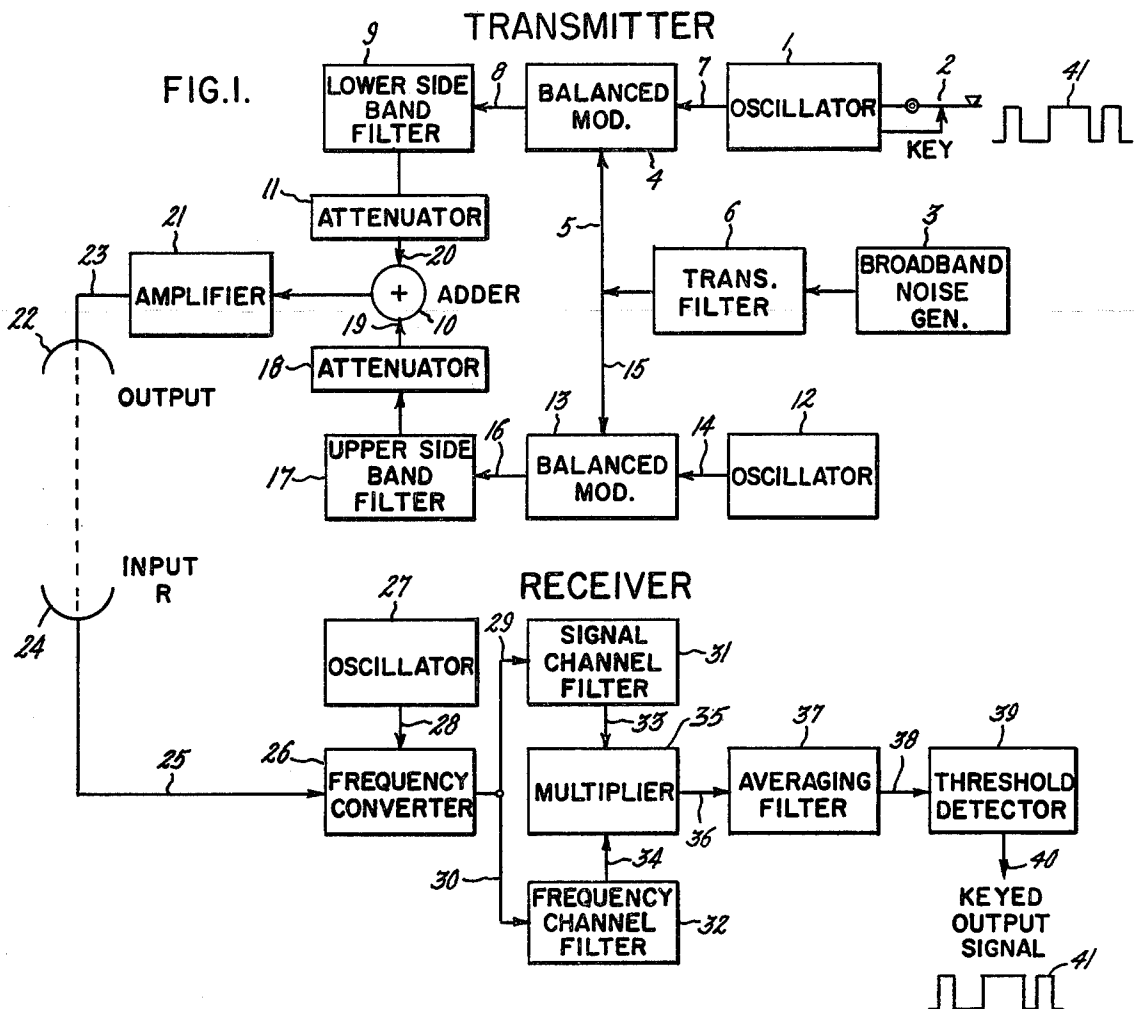 TRANSMITTER
FIG.1.
9
LOWER SIDE
BAND
FILTER
8
BALANCED
MOD.
4
7
1
OSCILLATOR
2
KEY
41
11
ATTENUATOR
20
5
6
TRANS.
FILTER
3
BROADBAND
NOISE
GEN.
21
AMPLIFIER
23
22
OUTPUT
+
ADDER
10
19
18
ATTENUATOR
15
UPPER SIDE
BAND
FILTER
17
16
13
BALANCED
MOD.
14
12
OSCILLATOR
INPUT
R
24
RECEIVER
27
OSCILLATOR
28
29
SIGNAL
CHANNEL
FILTER
31
33
25
26
FREQUENCY
CONVERTER
35
MULTIPLIER
36
37
AVERAGING
FILTER
38
39
THRESHOLD
DETECTOR
30
34
FREQUENCY
CHANNEL
FILTER
32
40
KEYED
OUTPUT
SIGNAL
41